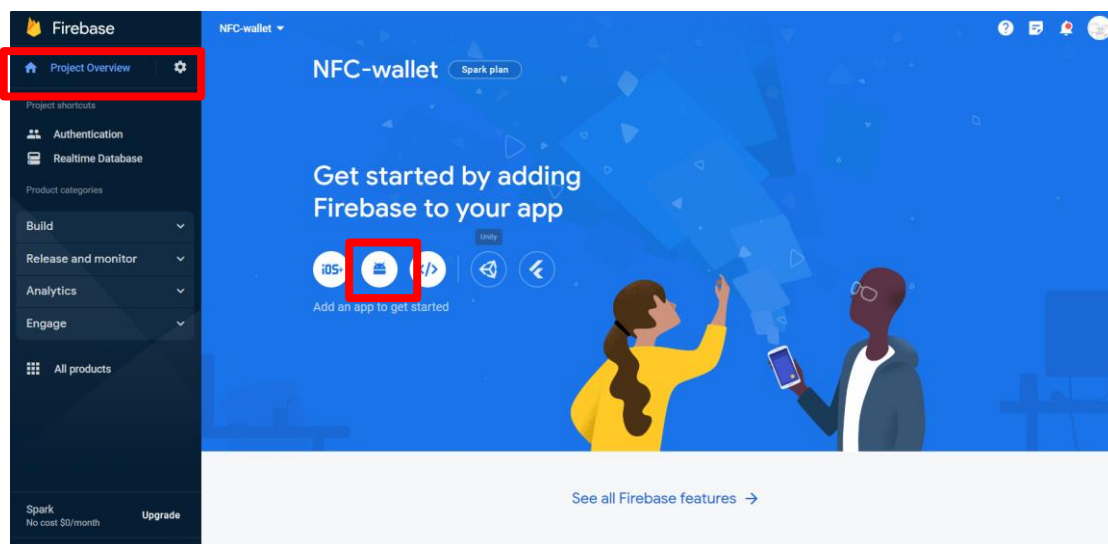 Firebase
Project Overview
Project shortcuts
Authentication
Realtime Database
Product categories
Build
Release and monitor
Analytics
Engage
All products
Spark
No cost $0/month
Upgrade
NFC-wallet
NFC-wallet
Spark plan
Get started by adding
Firebase to your app
Unity
iOS+
</>
Add an app to get started
See all Firebase features →